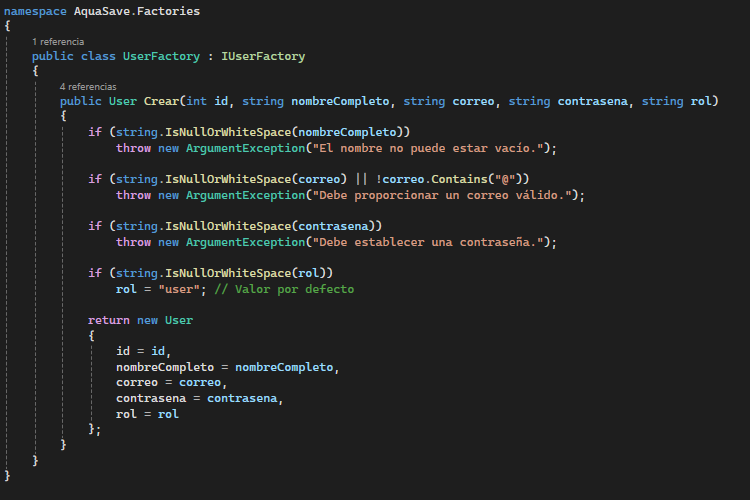 namespace AquaSave.Factories
{
1 referencia
public class UserFactory : IUserFactory
{
4 referencias
public User Crear(int id, string nombreCompleto, string correo, string contrasena, string rol)
{
if (string.IsNullOrWhiteSpace(nombreCompleto))
throw new ArgumentException("El nombre no puede estar vacío.");
if (string.IsNullOrWhiteSpace(correo) || !correo.Contains("@"))
throw new ArgumentException("Debe proporcionar un correo válido.");
if (string.IsNullOrWhiteSpace(contrasena))
throw new ArgumentException("Debe establecer una contraseña.");
if (string.IsNullOrWhiteSpace(rol))
rol = "user"; // Valor por defecto
return new User
{
id = id,
nombreCompleto = nombreCompleto,
correo = correo,
contrasena = contrasena,
rol = rol
};
}
}
}